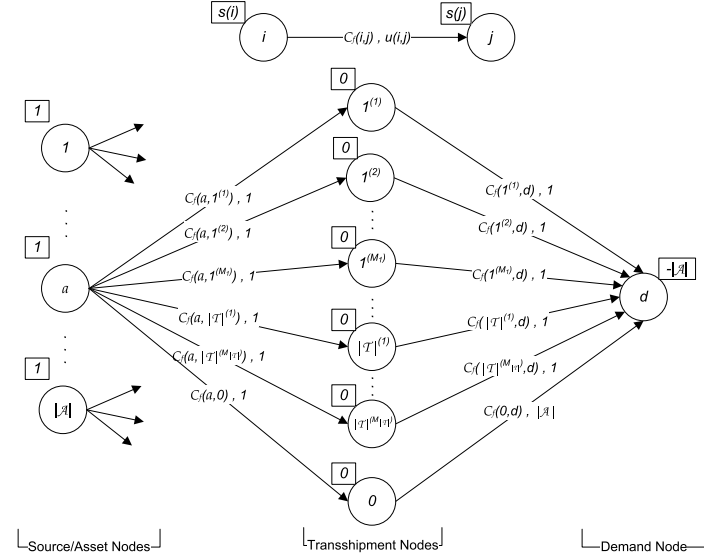 s(i)
s(j)
i
C_f(i,j) , u(i,j)
j
0
1^(1)
1
1
0
1^(2)
C_f(a,1^(1)) , 1
C_f(1^(1),d) , 1
C_f(a,1^(2)) , 1
C_f(1^(2),d) , 1
1
0
-|𝒜|
a
C_f(a,1^(M_1)) , 1
1^(M_1)
C_f(1^(M_1),d) , 1
d
0
C_f(a, |𝒯|^(1)) , 1
|𝒯|^(1)
C_f(|𝒯|^(1),d) , 1
1
0
C_f(a, |𝒯|^(M_|𝒯|)) , 1
C_f(|𝒯|^(M_|𝒯|),d) , 1
|𝒜|
C_f(a,0) , 1
|𝒯|^(M_|𝒯|)
C_f(0,d) , |𝒜|
0
0
Source/Asset Nodes
Transshipment Nodes
Demand Node